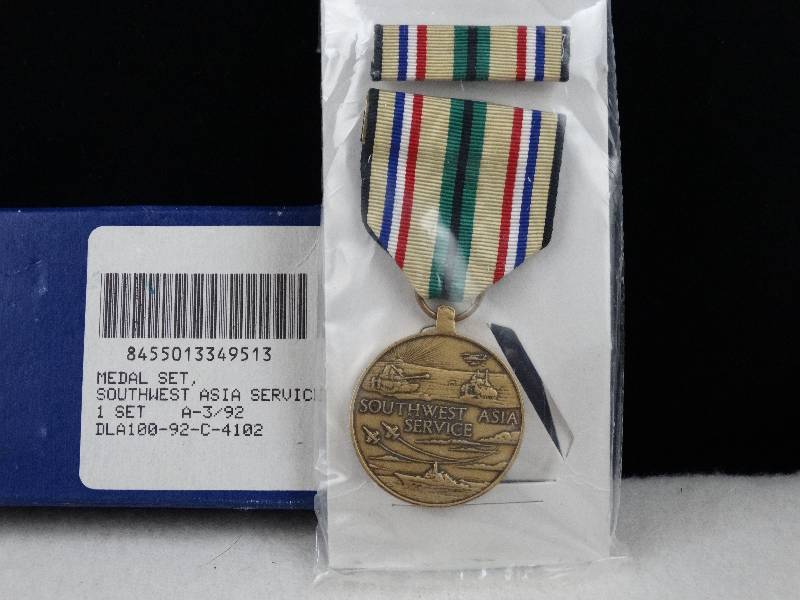 8455013349513
MEDAL SET,
SOUTHWEST ASIA SERVIC
1 SET A-3/92
DLA100-92-C-4102
SOUTHWEST ASIA
SERVICE